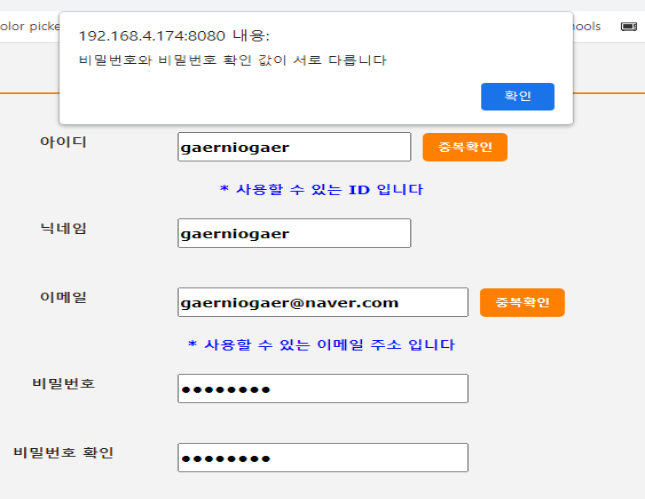 olor picke
192.168.4.174:8080 내용:
ools
비밀번호와 비밀번호 확인 값이 서로 다릅니다
확인
아이디 gaerniogaer 중복확인
* 사용할 수 있는 ID 입니다
닉네임 gaerniogaer
이메일 gaerniogaer@naver.com 중복확인
* 사용할 수 있는 이메일 주소 입니다
비밀번호 ●●●●●●●●
비밀번호 확인 ●●●●●●●●